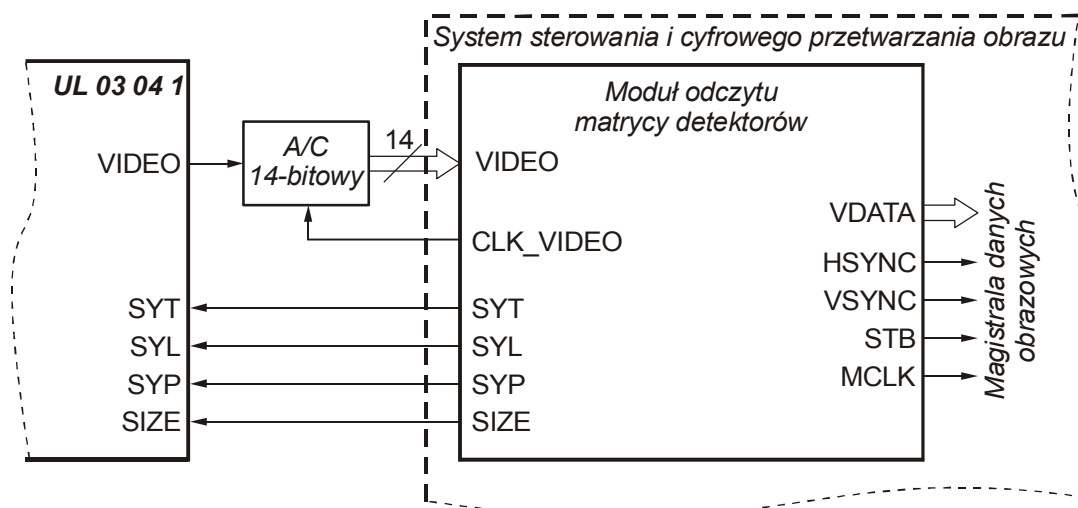 System sterowania i cyfrowego przetwarzania obrazu
UL 03 04 1
VIDEO
SYT
SYL
SYP
SIZE
A/C
14-bitowy
14
Moduł odczytu
matrycy detektorów
VIDEO
CLK_VIDEO
SYT
SYL
SYP
SIZE
VDATA
HSYNC
VSYNC
STB
MCLK
Magistrala danych
obrazowych